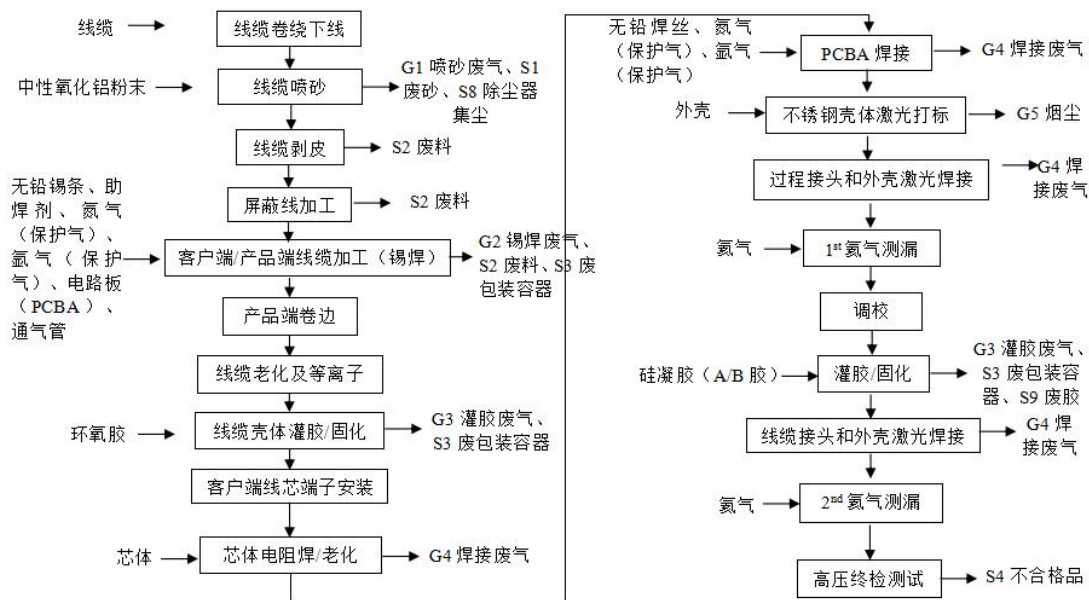 线缆
线缆卷绕下线
中性氧化铝粉末
线缆喷砂
G1 喷砂废气、S1
废砂、S8 除尘器
集尘
线缆剥皮
S2 废料
屏蔽线加工
S2 废料
无铅锡条、助
焊剂、氮气
（保护气）、
氩气（保护
气）、电路板
（PCBA）、
通气管
客户端/产品端线缆加工（锡焊）
G2 锡焊废气、
S2 废料、S3 废
包装容器
产品端卷边
线缆老化及等离子
环氧胶
线缆壳体灌胶/固化
G3 灌胶废气、
S3 废包装容器
客户端线芯端子安装
芯体
芯体电阻焊/老化
G4 焊接废气
无铅焊丝、氮气
（保护气）、氩气
（保护气）
PCBA 焊接
G4 焊接废气
外壳
不锈钢壳体激光打标
G5 烟尘
过程接头和外壳激光焊接
G4 焊
接废气
氦气
1st 氦气测漏
调校
硅凝胶（A/B 胶）
灌胶/固化
G3 灌胶废气、
S3 废包装容
器、S9 废胶
线缆接头和外壳激光焊接
G4 焊
接废气
氦气
2nd 氦气测漏
高压终检测试
S4 不合格品